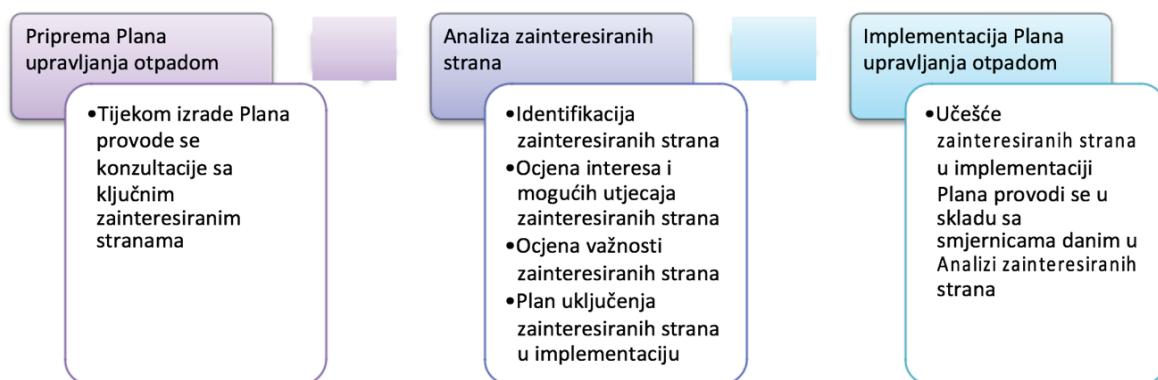 Priprema Plana
upravljanja otpadom
•Tijekom izrade Plana
provode se
konzultacije sa
ključnim
zainteresiranim
stranama
Analiza zainteresiranih
strana
•Identifikacija
zainteresiranih strana
•Ocjena interesa i
mogućih utjecaja
zainteresiranih strana
•Ocjena važnosti
zainteresiranih strana
•Plan uključenja
zainteresiranih strana
u implementaciju
Implementacija Plana
upravljanja otpadom
•Učešće
zainteresiranih strana
u implementaciji
Plana provodi se u
skladu sa
smjernicama danim u
Analizi zainteresiranih
strana